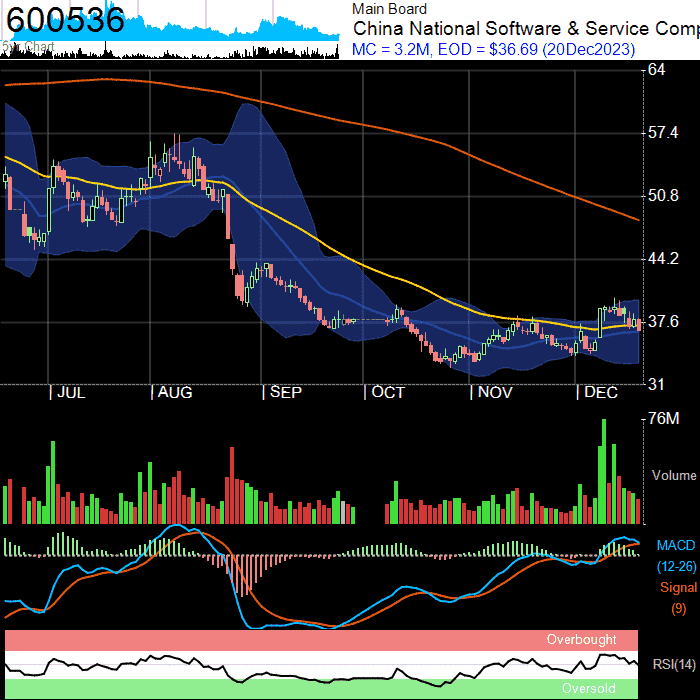 600536
5yr Chart
Main Board
China National Software & Service Comp
MC = 3.2M, EOD = $36.69 (20Dec2023)
64
57.4
50.8
44.2
37.6
31
JUL
AUG
SEP
OCT
NOV
DEC
76M
Volume
MACD
(12-26)
Signal
(9)
Overbought
RSI(14)
Oversold